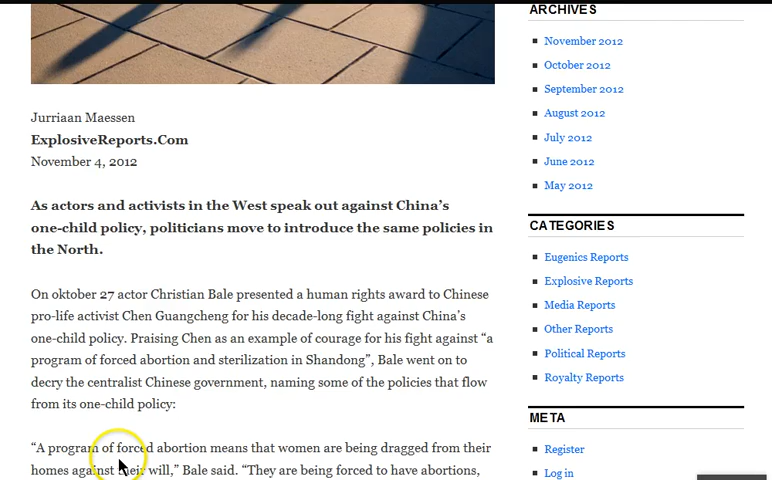 Jurriaan Maessen
ExplosiveReports.Com
November 4, 2012
As actors and activists in the West speak out against China's
one-child policy, politicians move to introduce the same policies in
the North.
On oktober 27 actor Christian Bale presented a human rights award to Chinese
pro-life activist Chen Guangcheng for his decade-long fight against China's
one-child policy. Praising Chen as an example of courage for his fight against “a
program of forced abortion and sterilization in Shandong”, Bale went on to
decry the centralist Chinese government, naming some of the policies that flow
from its one-child policy:
“A program of forced abortion means that women are being dragged from their
homes against their will,” Bale said. “They are being forced to have abortions,
ARCHIVES
November 2012
October 2012
September 2012
August 2012
July 2012
June 2012
May 2012
CATEGORIES
Eugenics Reports
Explosive Reports
Media Reports
Other Reports
Political Reports
Royalty Reports
META
Register
Log in